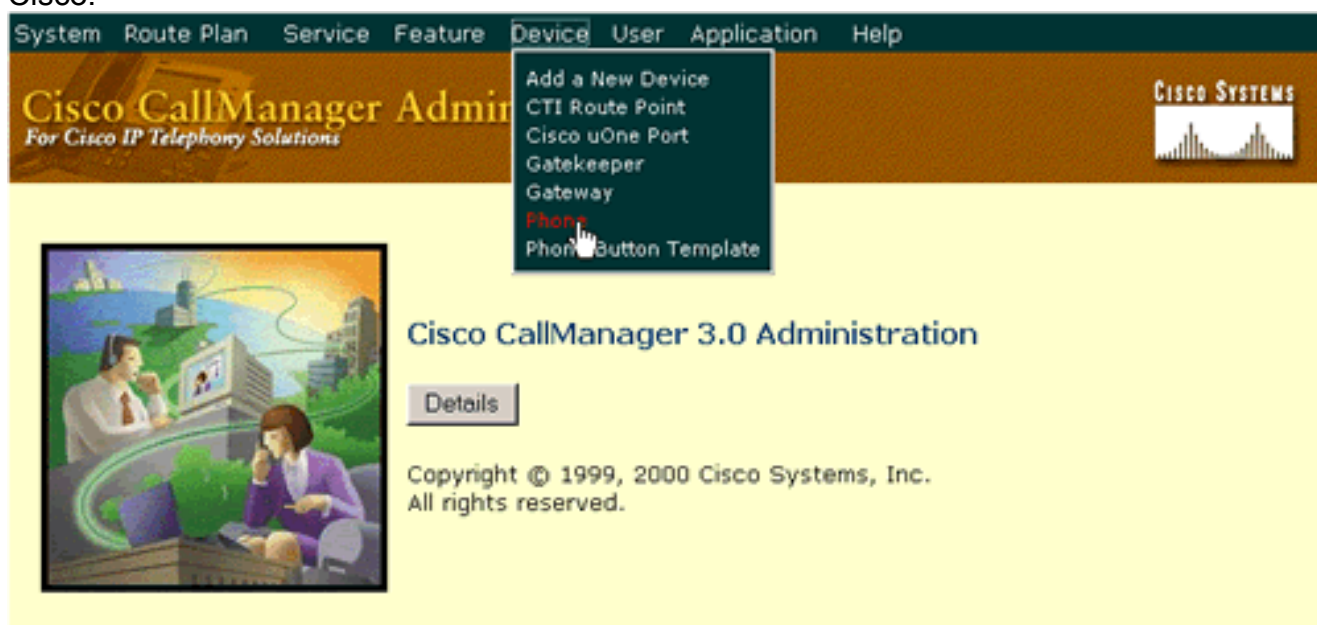 Cisco.
System Route Plan Service Feature Device User Application Help
Cisco CallManager Admin
For Cisco IP Telephony Solutions
Add a New Device
CTI Route Point
Cisco uOne Port
Gatekeeper
Gateway
Phone
Phone Button Template
CISCO SYSTEMS
Cisco CallManager 3.0 Administration
Details
Copyright © 1999, 2000 Cisco Systems, Inc.
All rights reserved.